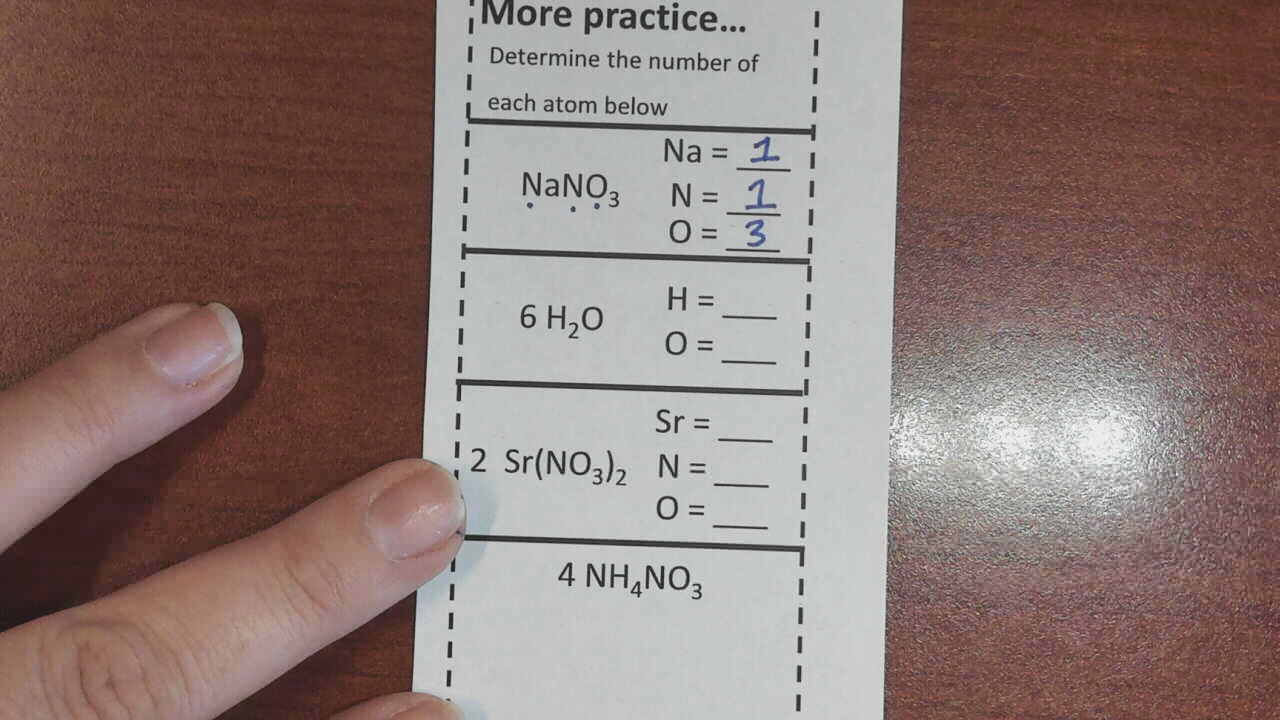 More practice...
Determine the number of
each atom below
Na = 1
NaNO₃ N = 1
O = 3
6 H₂O H = ___
O = ___
Sr = ___
2 Sr(NO₃)₂ N = ___
O = ___
4 NH₄NO₃